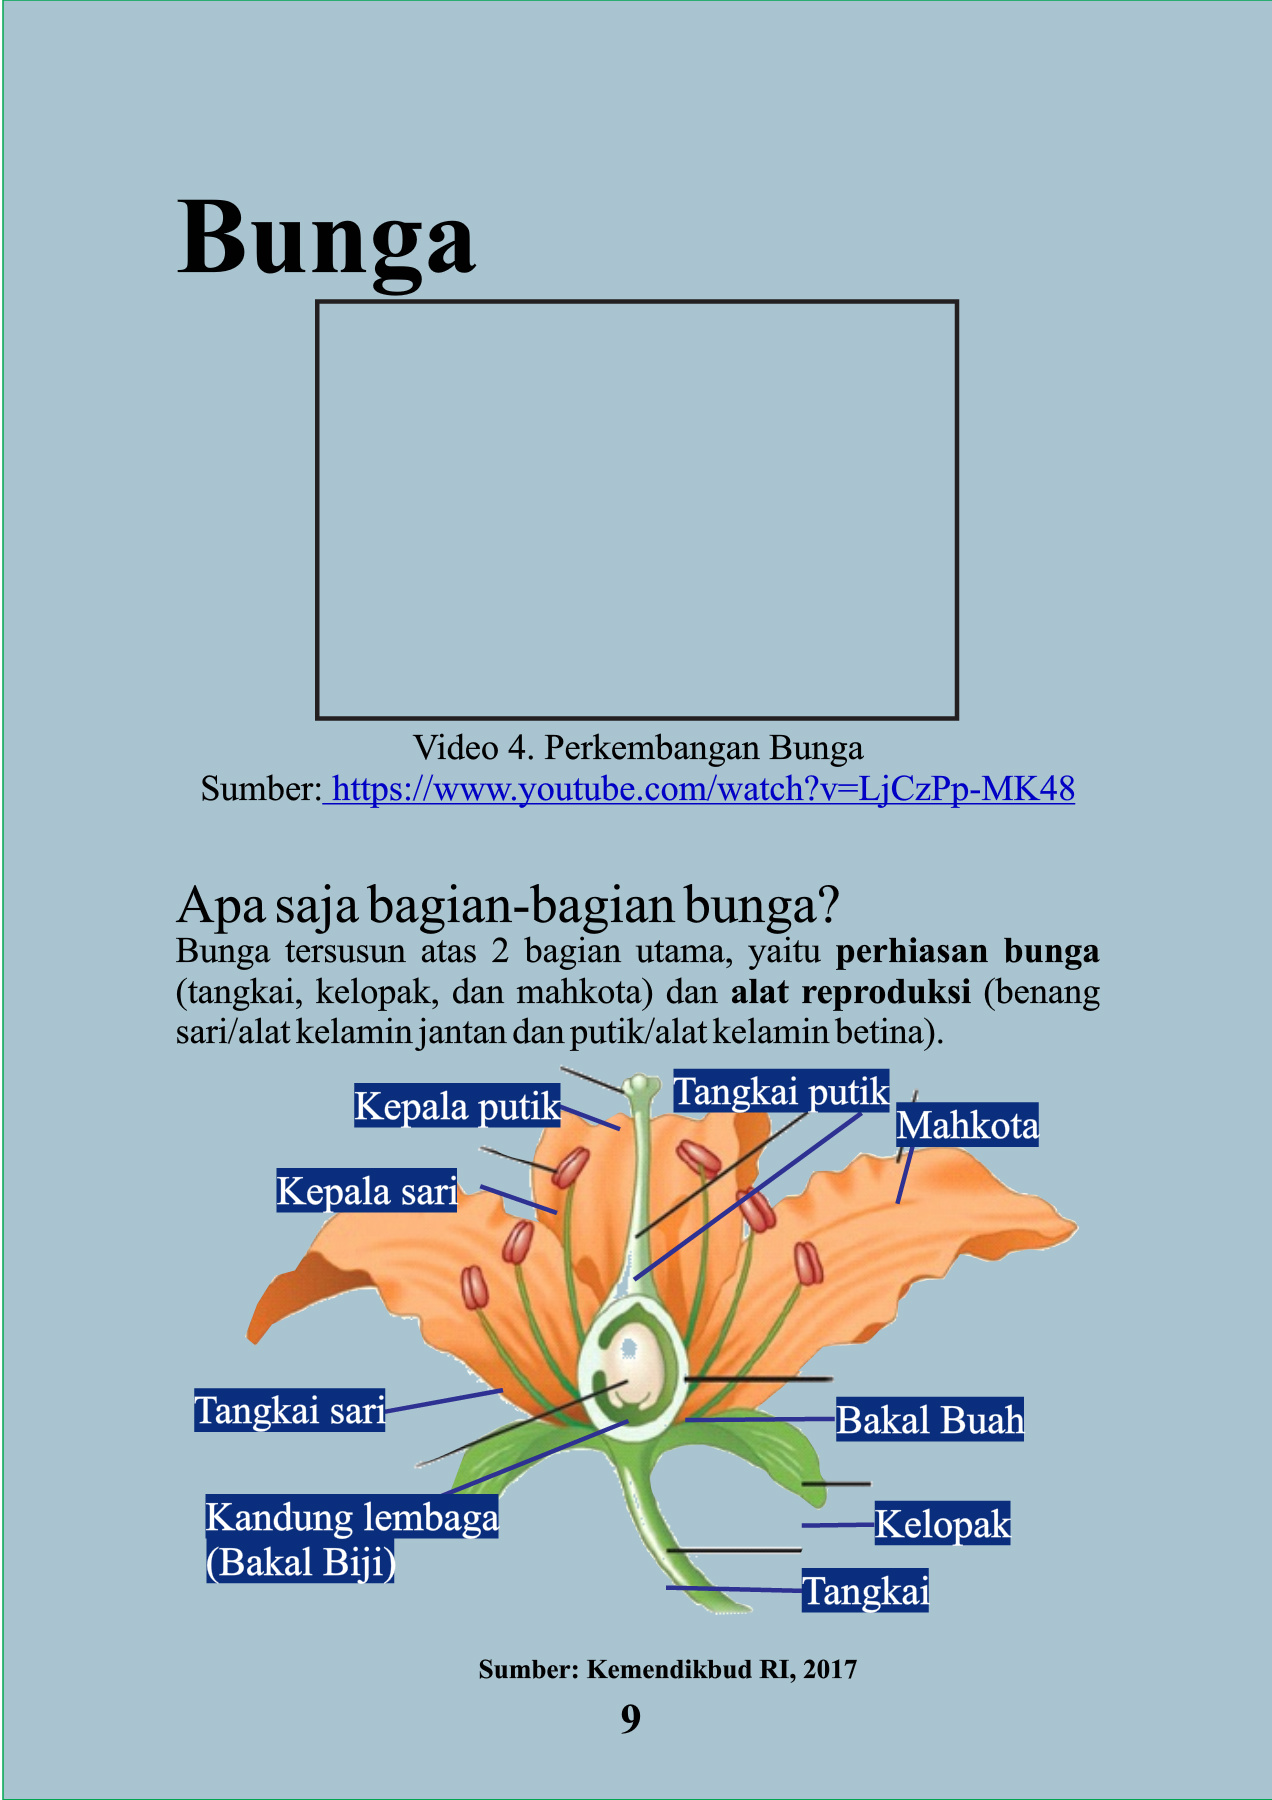 Bunga
Video 4. Perkembangan Bunga
Sumber: https://www.youtube.com/watch?v=LjCzPp-MK48
Apa saja bagian-bagian bunga?
Bunga tersusun atas 2 bagian utama, yaitu perhiasan bunga
(tangkai, kelopak, dan mahkota) dan alat reproduksi (benang
sari/alat kelamin jantan dan putik/alat kelamin betina).
Kepala putik
Tangkai putik
Mahkota
Kepala sari
Tangkai sari
Bakal Buah
Kandung lembaga
(Bakal Biji)
Kelopak
Tangkai
Sumber: Kemendikbud RI, 2017
9